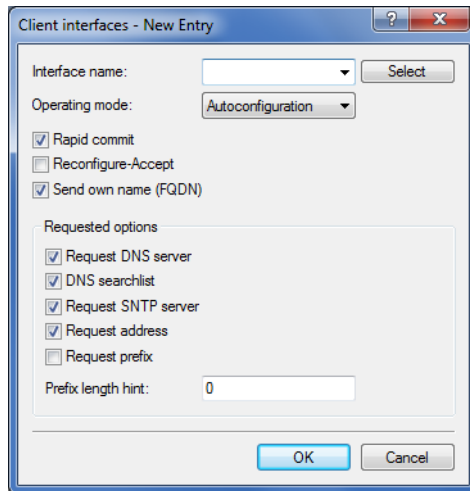 Client interfaces - New Entry
Interface name: Select
Operating mode: Autoconfiguration
Rapid commit
Reconfigure-Accept
Send own name (FQDN)
Requested options
Request DNS server
DNS searchlist
Request SNTP server
Request address
Request prefix
Prefix length hint: 0
OK Cancel